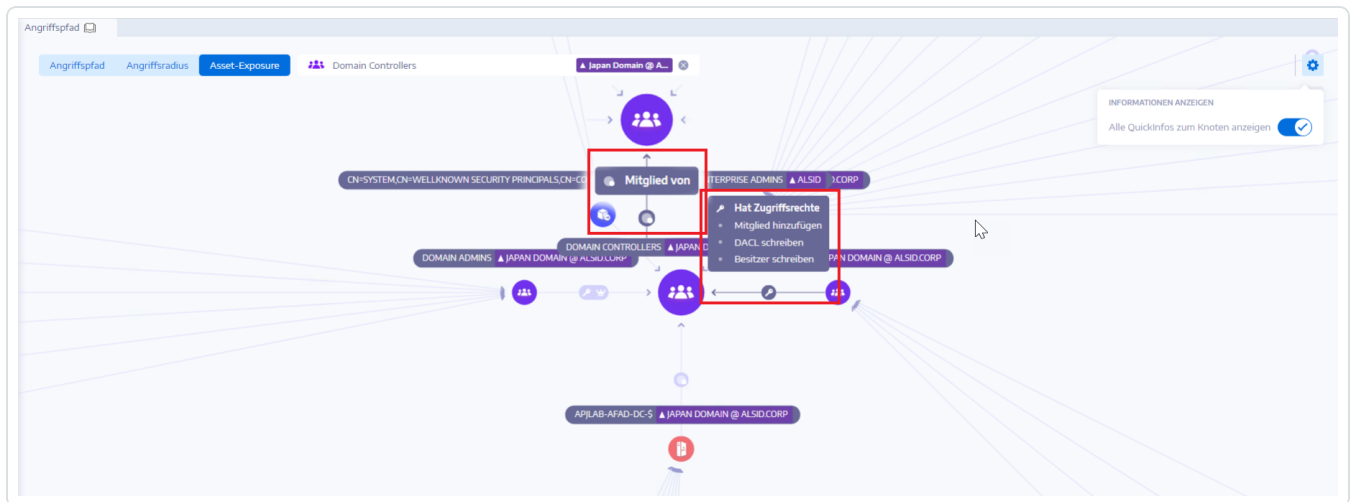 Angriffspfad
Angriffspfad Angriffsradius Asset-Exposure Domain Controllers ▲ Japan Domain @ A...
INFORMATIONEN ANZEIGEN
Alle QuickInfos zum Knoten anzeigen
CN=SYSTEM,CN=WELLKNOWN SECURITY PRINCIPALS,CN=CO
Mitglied von
TERPRISE ADMINS ▲ ALSID .CORP
Hat Zugriffsrechte
Mitglied hinzufügen
DACL schreiben
Besitzer schreiben
DOMAIN CONTROLLERS ▲ JAPAN D
DOMAIN ADMINS ▲ JAPAN DOMAIN @ ALSID.CORP
PAN DOMAIN @ ALSID.CORP
APJLAB-AFAD-DC-$ ▲ JAPAN DOMAIN @ ALSID.CORP